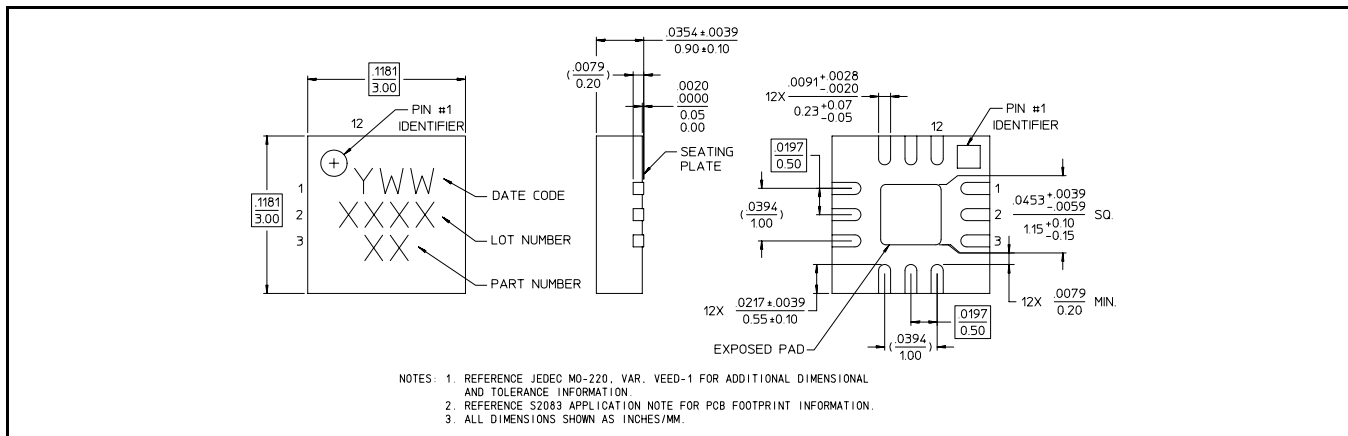 .1181
3.00
12
PIN #1
IDENTIFIER
.1181
3.00
1
2
3
YWW
XXXX
XX
DATE CODE
LOT NUMBER
PART NUMBER
.0354±.0039
0.90±0.10
(.0079
0.20)
.0020
.0000
0.05
0.00
SEATING
PLATE
12X .0091 +.0028 -.0020
0.23 +0.07 -0.05
12
PIN #1
IDENTIFIER
.0197
0.50
(.0394
1.00)
1
2
3
.0453 +.0039 -.0059 SQ.
1.15 +0.10 -0.15
12X .0217±.0039
0.55±0.10
EXPOSED PAD
(.0394
1.00)
.0197
0.50
12X .0079 MIN.
0.20
NOTES: 1. REFERENCE JEDEC MO-220, VAR. VEED-1 FOR ADDITIONAL DIMENSIONAL
AND TOLERANCE INFORMATION.
2. REFERENCE S2083 APPLICATION NOTE FOR PCB FOOTPRINT INFORMATION.
3. ALL DIMENSIONS SHOWN AS INCHES/MM.